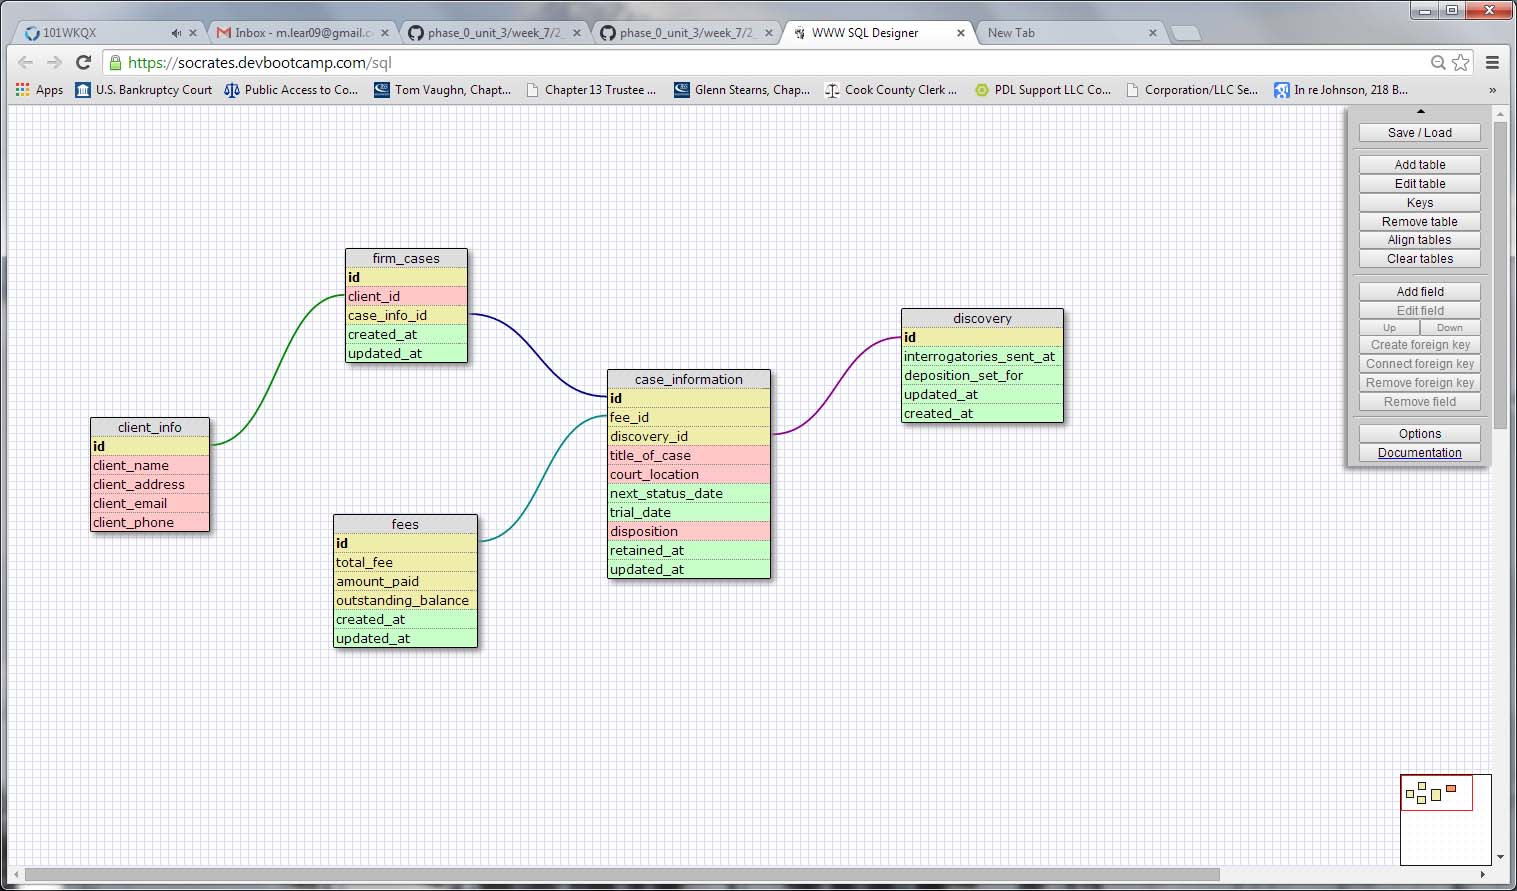 101WKQX
Inbox - m.lear09@gmail.c
phase_0_unit_3/week_7/2_
phase_0_unit_3/week_7/2_
WWW SQL Designer
New Tab
https://socrates.devbootcamp.com/sql
Apps
U.S. Bankruptcy Court
Public Access to Co...
Tom Vaughn, Chapt...
Chapter 13 Trustee ...
Glenn Stearns, Chap...
Cook County Clerk ...
PDL Support LLC Co...
Corporation/LLC Se...
In re Johnson, 218 B...
»
Save / Load
Add table
Edit table
Keys
Remove table
Align tables
Clear tables
Add field
Edit field
Up
Down
Create foreign key
Connect foreign key
Remove foreign key
Remove field
Options
Documentation
firm_cases
id
client_id
case_info_id
created_at
updated_at
client_info
id
client_name
client_address
client_email
client_phone
fees
id
total_fee
amount_paid
outstanding_balance
created_at
updated_at
case_information
id
fee_id
discovery_id
title_of_case
court_location
next_status_date
trial_date
disposition
retained_at
updated_at
discovery
id
interrogatories_sent_at
deposition_set_for
updated_at
created_at